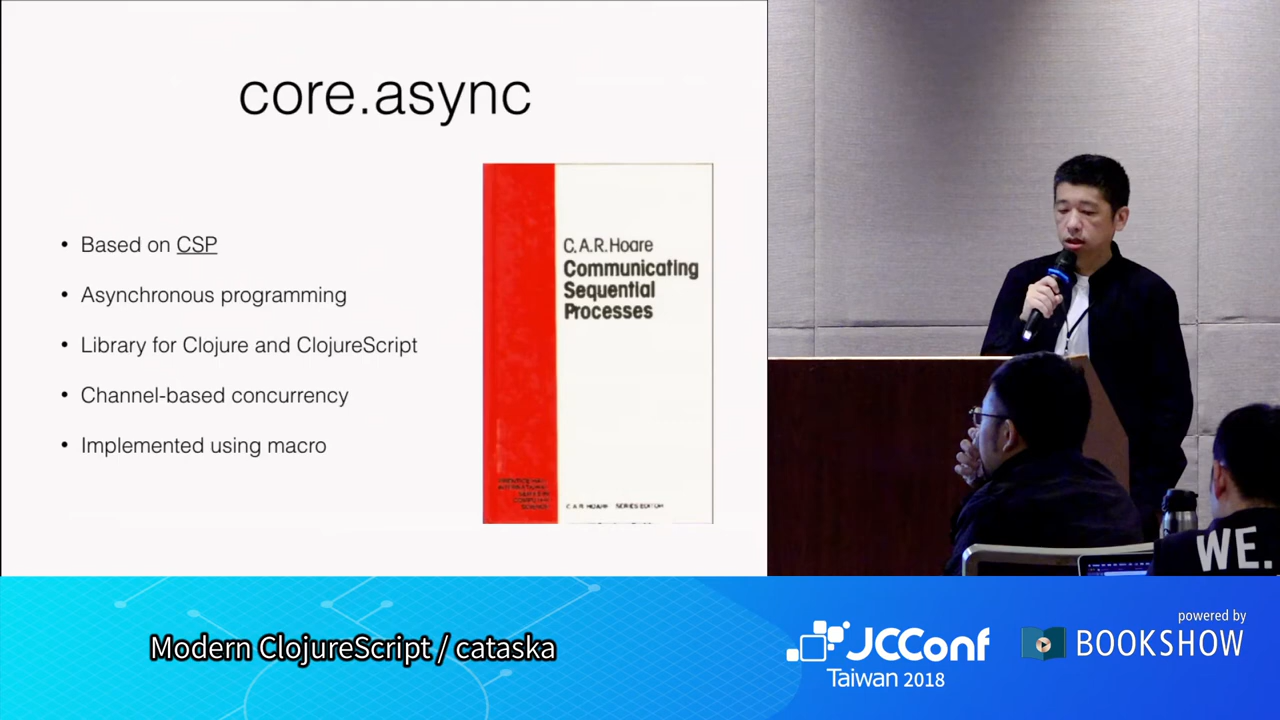 core.async
• Based on CSP
• Asynchronous programming
• Library for Clojure and ClojureScript
• Channel-based concurrency
• Implemented using macro
C.A.R. Hoare
Communicating
Sequential
Processes
C.A.R. HOARE SERIES EDITOR
WE.
Modern ClojureScript / cataska
JCConf
Taiwan 2018
powered by
BOOKSHOW